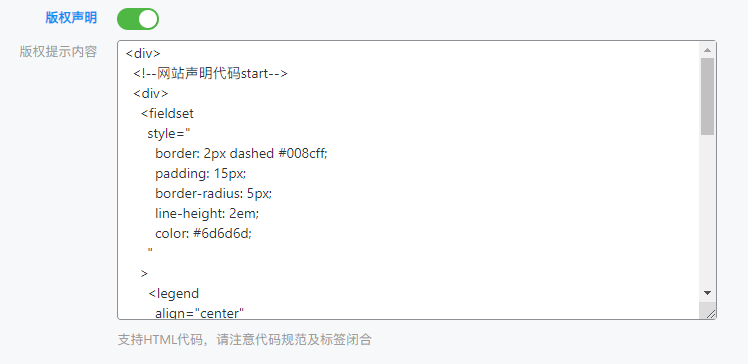 版权声明
版权提示内容
<div>
<!--网站声明代码start-->
<div>
<fieldset
style="
border: 2px dashed #008cff;
padding: 15px;
border-radius: 5px;
line-height: 2em;
color: #6d6d6d;
"
>
<legend
align="center"
支持HTML代码，请注意代码规范及标签闭合